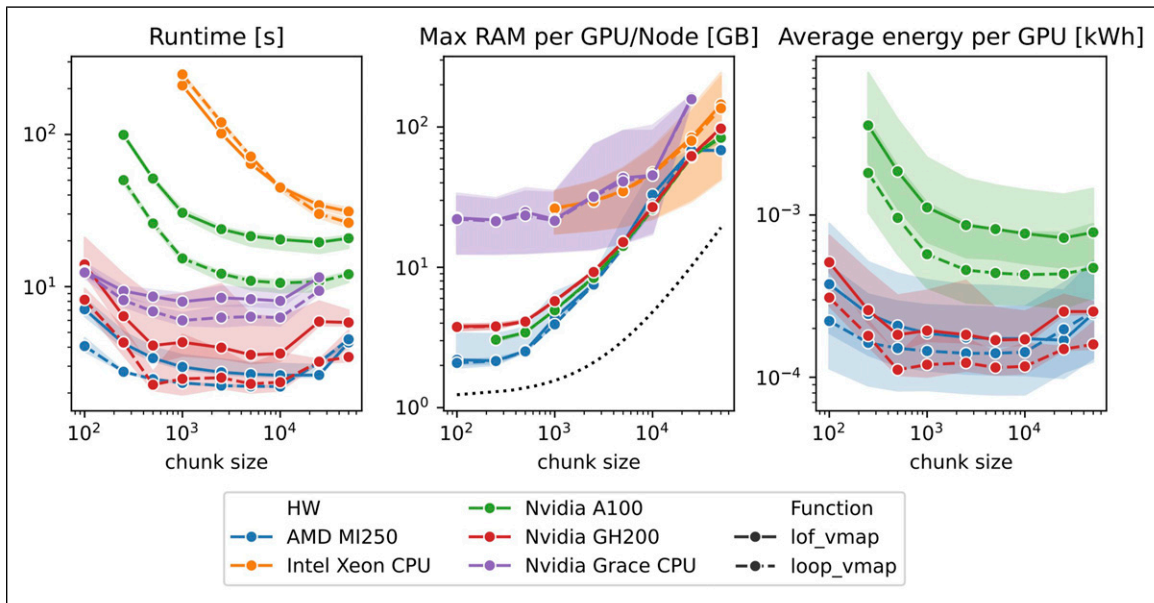 Runtime [s]
Max RAM per GPU/Node [GB]
Average energy per GPU [kWh]
10²
10¹
10²
10³
10⁴
chunk size
10²
10¹
10⁰
10²
10³
10⁴
chunk size
10⁻³
10⁻⁴
10²
10³
10⁴
chunk size
HW
AMD MI250
Intel Xeon CPU
Nvidia A100
Nvidia GH200
Nvidia Grace CPU
Function
lof_vmap
loop_vmap